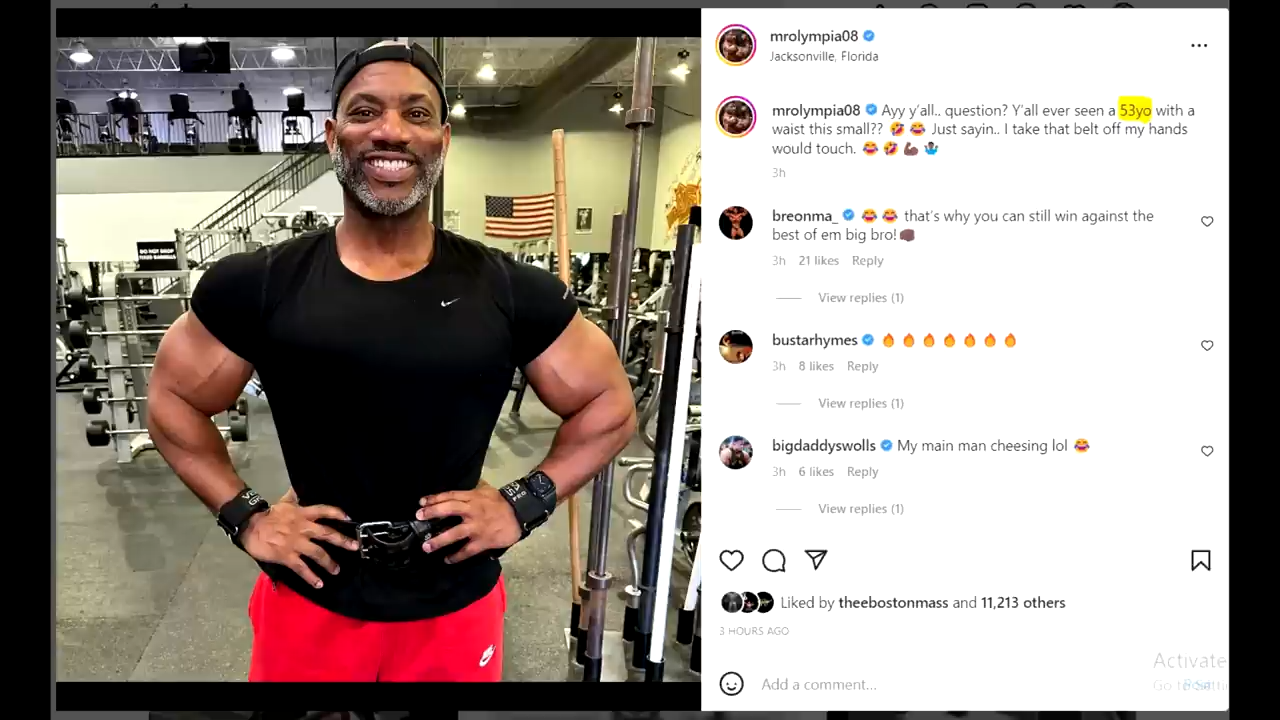 mrolympia08
Jacksonville, Florida
mrolympia08 Ayy y'all.. question? Y'all ever seen a 53yo with a
waist this small?? 🤣 😂 Just sayin.. I take that belt off my hands
would touch. 😂 🤣 💪🏿 🤷🏿‍♂️
3h
breonma_ 😂 😂 that's why you can still win against the
best of em big bro!👊🏿
3h 21 likes Reply
View replies (1)
bustarhymes 🔥 🔥 🔥 🔥 🔥 🔥 🔥
3h 8 likes Reply
View replies (1)
bigdaddyswolls My main man cheesing lol 😂
3h 6 likes Reply
View replies (1)
Liked by theebostonmass and 11,213 others
3 HOURS AGO
Add a comment...
Activate
DO NOT DROP
PRO